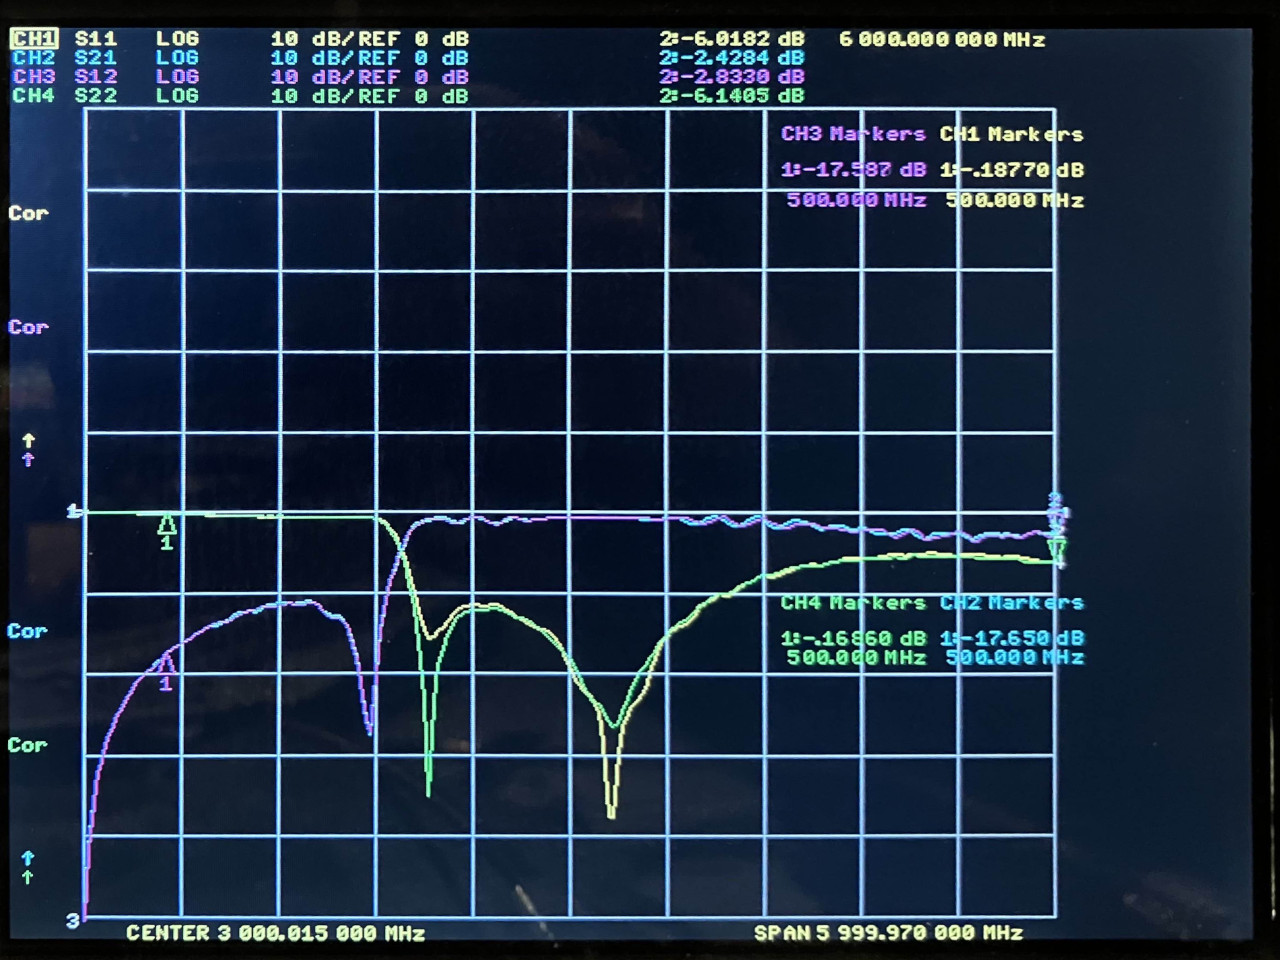 CH1 S11 LOG 10 dB/REF 0 dB 2:-6.0182 dB 6 000.000 000 MHz
CH2 S21 LOG 10 dB/REF 0 dB 2:-2.4284 dB
CH3 S12 LOG 10 dB/REF 0 dB 2:-2.8330 dB
CH4 S22 LOG 10 dB/REF 0 dB 2:-6.1405 dB
CH3 Markers CH1 Markers
1:-17.587 dB 1:-.18770 dB
500.000 MHz 500.000 MHz
Cor
Cor
1
1
CH4 Markers CH2 Markers
Cor
1:-.16860 dB 1:-17.650 dB
500.000 MHz 500.000 MHz
1
Cor
3
CENTER 3 000.015 000 MHz SPAN 5 999.970 000 MHz